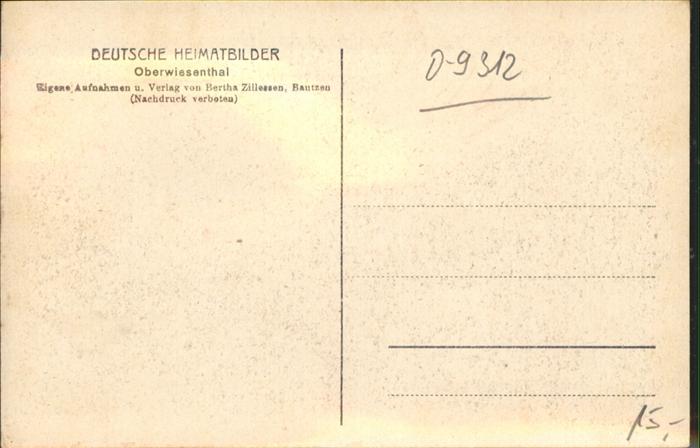 DEUTSCHE HEIMATBILDER
Oberwiesenthal
Eigene Aufnahmen u. Verlag von Bertha Zillessen, Bautzen
(Nachdruck verboten)
D-9312
15,-